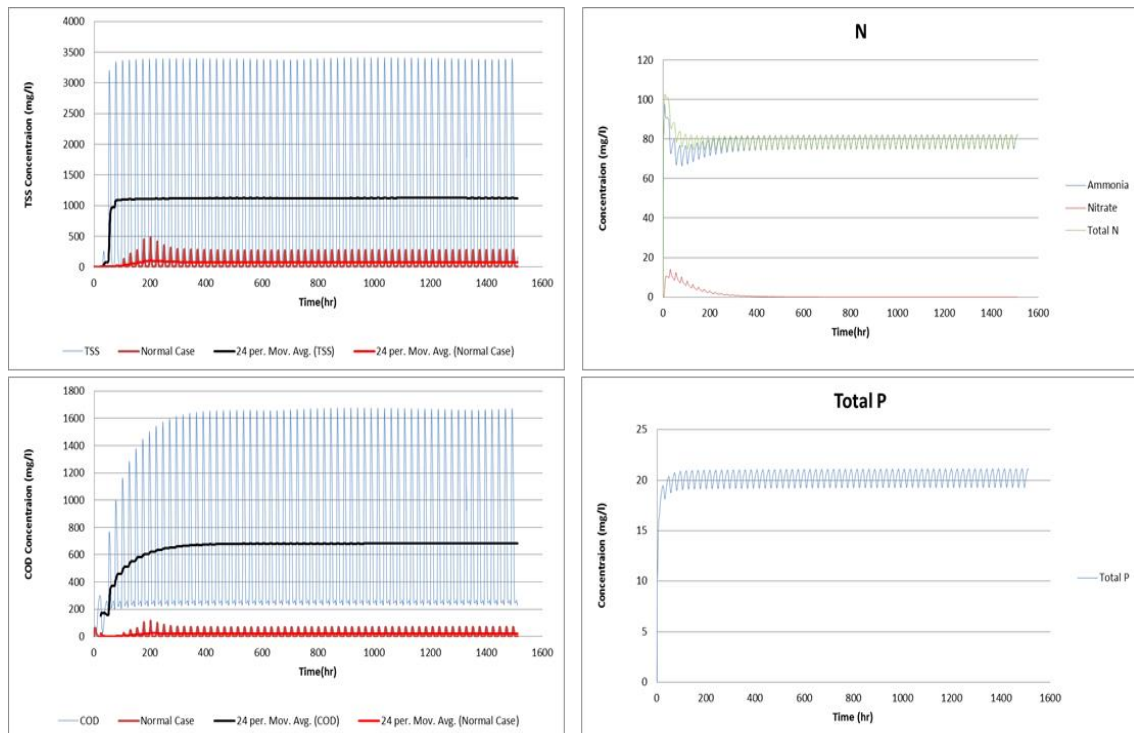 4000
3500
3000
2500
2000
1500
1000
500
0
TSS Concentraion (mg/l)
0 200 400 600 800 1000 1200 1400 1600
Time(hr)
TSS Normal Case 24 per. Mov. Avg. (TSS) 24 per. Mov. Avg. (Normal Case)
N
120
100
80
60
40
20
0
Concentraion (mg/l)
0 200 400 600 800 1000 1200 1400 1600
Time(hr)
Ammonia
Nitrate
Total N
1800
1600
1400
1200
1000
800
600
400
200
0
COD Concentraion (mg/l)
0 200 400 600 800 1000 1200 1400 1600
Time(hr)
COD Normal Case 24 per. Mov. Avg. (COD) 24 per. Mov. Avg. (Normal Case)
Total P
25
20
15
10
5
0
Concentraion (mg/l)
0 200 400 600 800 1000 1200 1400 1600
Time (hr)
Total P